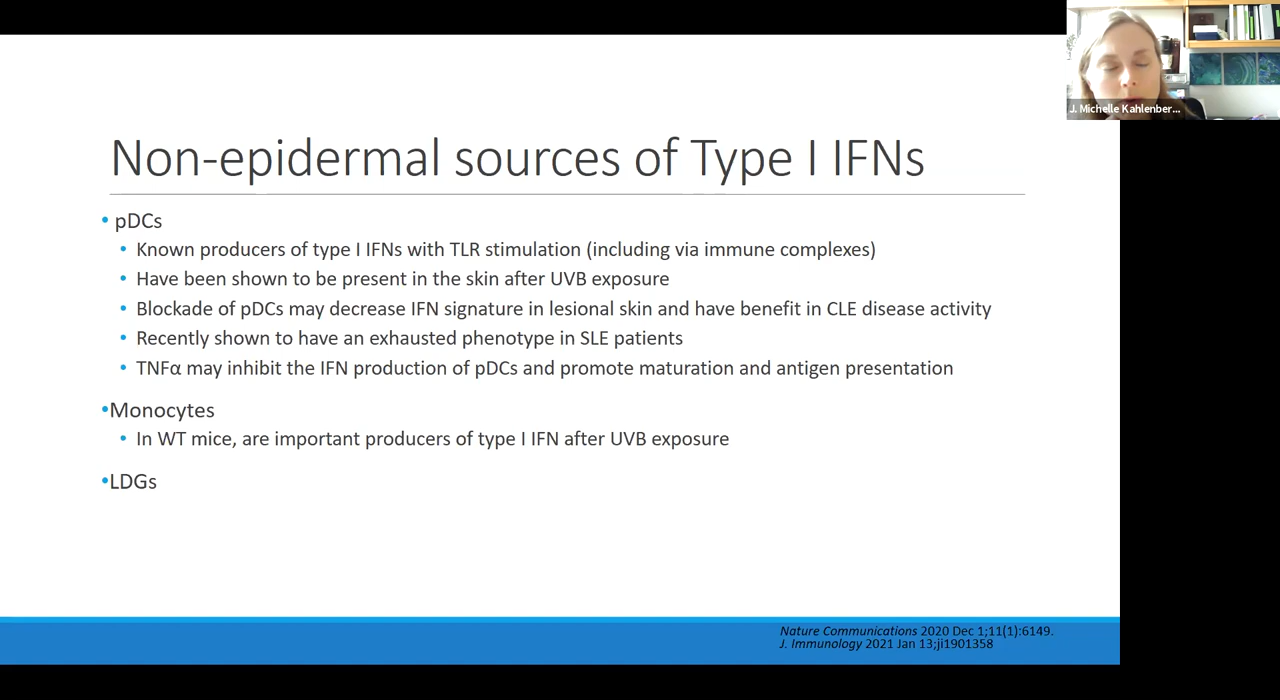 J. Michelle Kahlenber...
Non-epidermal sources of Type I IFNs
• pDCs
• Known producers of type I IFNs with TLR stimulation (including via immune complexes)
• Have been shown to be present in the skin after UVB exposure
• Blockade of pDCs may decrease IFN signature in lesional skin and have benefit in CLE disease activity
• Recently shown to have an exhausted phenotype in SLE patients
• TNFα may inhibit the IFN production of pDCs and promote maturation and antigen presentation
•Monocytes
• In WT mice, are important producers of type I IFN after UVB exposure
•LDGs
Nature Communications 2020 Dec 1;11(1):6149.
J. Immunology 2021 Jan 13;ji1901358